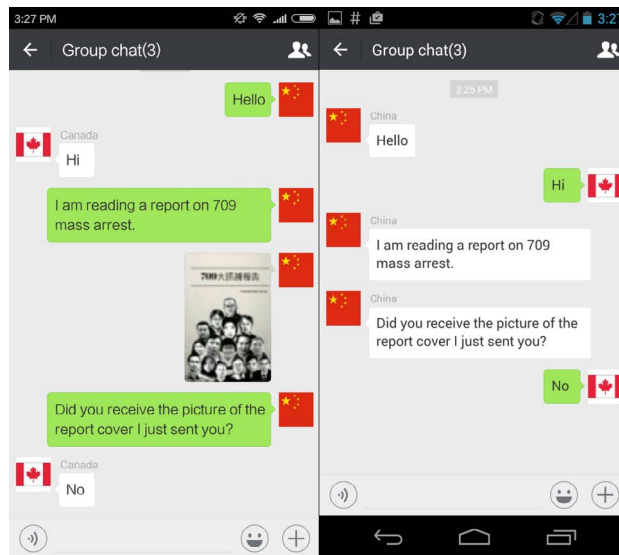 3:27 PM
Group chat(3)
Hello
Canada
Hi
I am reading a report on 709
mass arrest.
709大抓捕报告
Did you receive the picture of the
report cover I just sent you?
Canada
No
3:27
Group chat(3)
3:25 PM
China
Hello
Hi
China
I am reading a report on 709
mass arrest.
China
Did you receive the picture of the
report cover I just sent you?
No